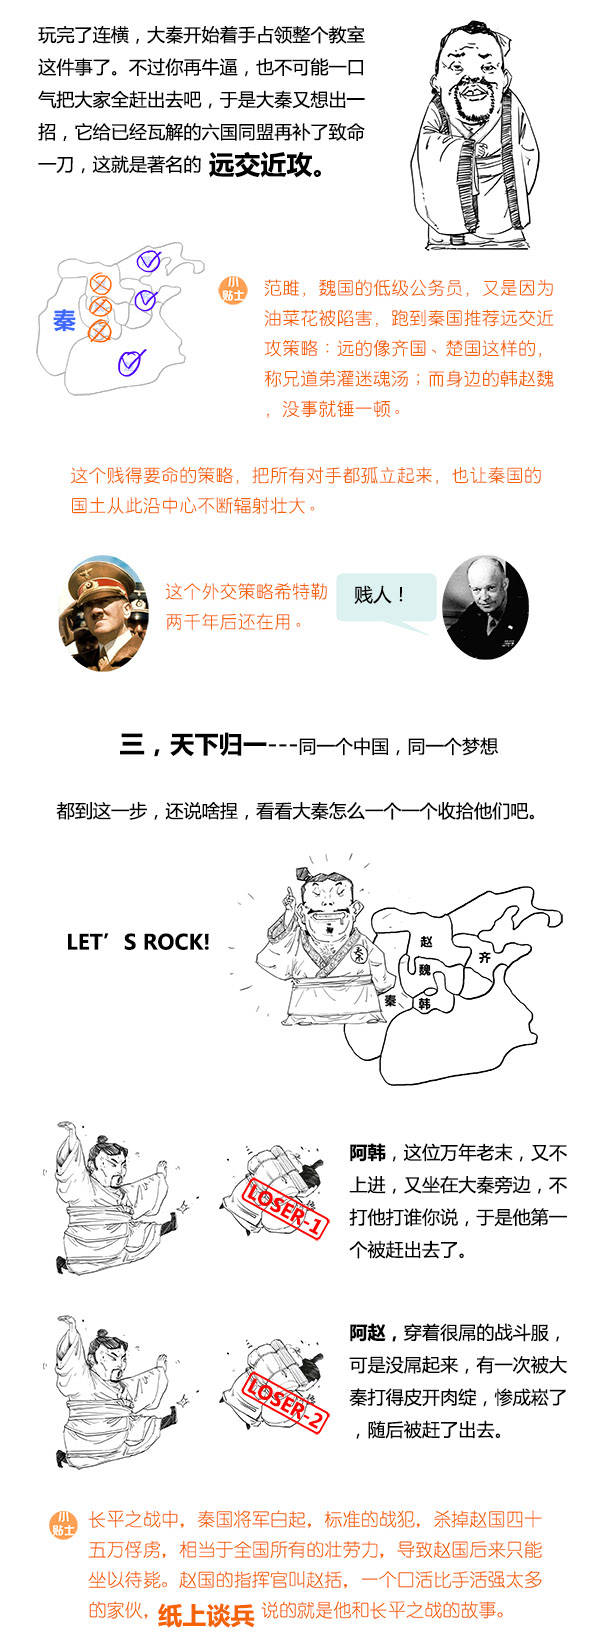 玩完了连横，大秦开始着手占领整个教室
这件事了。不过你再牛逼，也不可能一口
气把大家全赶出去吧，于是大秦又想出一
招，它给已经瓦解的六国同盟再补了致命
一刀，这就是著名的 远交近攻。
秦
小
贴士
范雎，魏国的低级公务员，又是因为
油菜花被陷害，跑到秦国推荐远交近
攻策略：远的像齐国、楚国这样的，
称兄道弟灌迷魂汤；而身边的韩赵魏
，没事就锤一顿。
这个贱得要命的策略，把所有对手都孤立起来，也让秦国的
国土从此沿中心不断辐射壮大。
这个外交策略希特勒
两千年后还在用。
贱人！
三，天下归一---同一个中国，同一个梦想
都到这一步，还说啥捏，看看大秦怎么一个一个收拾他们吧。
LET'S ROCK!
赵
魏
齐
秦
韩
阿韩，这位万年老末，又不
上进，又坐在大秦旁边，不
打他打谁你说，于是他第一
个被赶出去了。
LOSER-1
阿赵，穿着很屌的战斗服，
可是没屌起来，有一次被大
秦打得皮开肉绽，惨成崧了
，随后被赶了出去。
LOSER-2
小
贴士
长平之战中，秦国将军白起，标准的战犯，杀掉赵国四十
五万俘虏，相当于全国所有的壮劳力，导致赵国后来只能
坐以待毙。赵国的指挥官叫赵括，一个口活比手活强太多
的家伙，纸上谈兵 说的就是他和长平之战的故事。